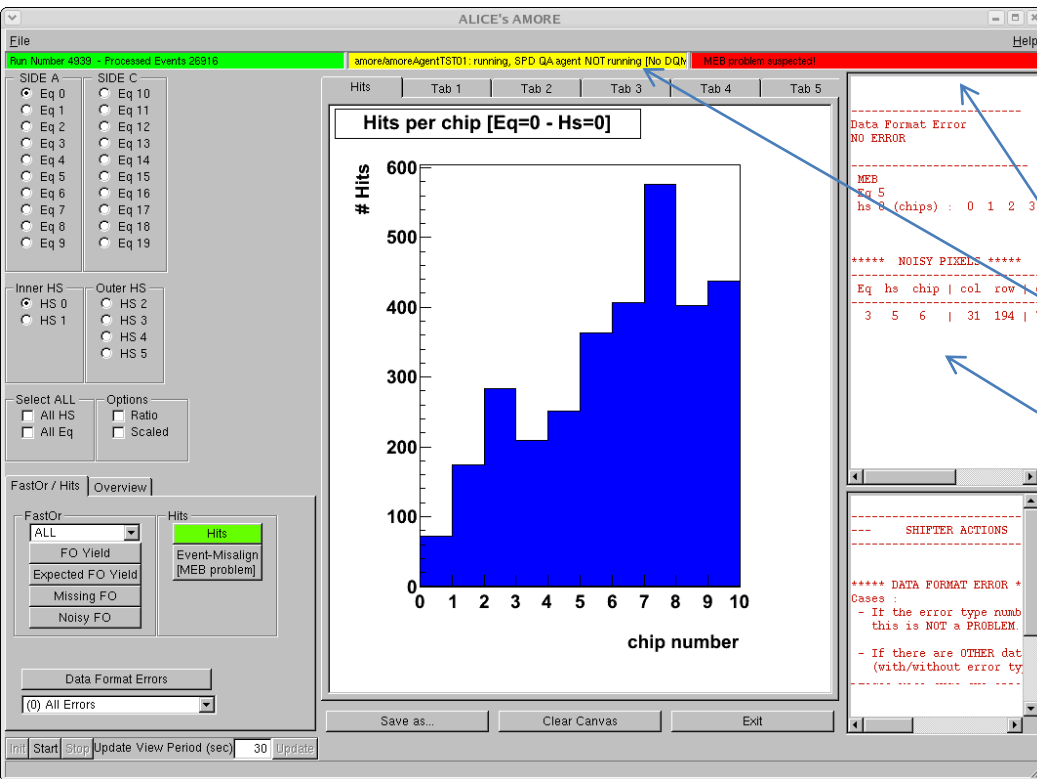 ALICE's AMORE
File
Help
Run Number 4939 - Processed Events 26916
amore/amoreAgentTST01: running, SPD QA agent NOT running [No DQM
MEB problem suspected!
SIDE A
Eq 0
Eq 1
Eq 2
Eq 3
Eq 4
Eq 5
Eq 6
Eq 7
Eq 8
Eq 9
SIDE C
Eq 10
Eq 11
Eq 12
Eq 13
Eq 14
Eq 15
Eq 16
Eq 17
Eq 18
Eq 19
Inner HS
HS 0
HS 1
Outer HS
HS 2
HS 3
HS 4
HS 5
Select ALL
All HS
All Eq
Options
Ratio
Scaled
FastOr / Hits
Overview
FastOr
ALL
FO Yield
Expected FO Yield
Missing FO
Noisy FO
Hits
Hits
Event-Misalign
[MEB problem]
Data Format Errors
(0) All Errors
Init Start Stop Update View Period (sec) 30 Update
Hits Tab 1 Tab 2 Tab 3 Tab 4 Tab 5
Hits per chip [Eq=0 - Hs=0]
# Hits
600
500
400
300
200
100
0
0 1 2 3 4 5 6 7 8 9 10
chip number
Save as...
Clear Canvas
Exit
Data Format Error
NO ERROR
MEB
Eq 5
hs 0 (chips) : 0 1 2 3
***** NOISY PIXELS *****
Eq hs chip | col row |
3 5 6 | 31 194 |
--- SHIFTER ACTIONS
***** DATA FORMAT ERROR *
Cases :
- If the error type numb
this is NOT a PROBLEM.
- If there are OTHER dat
(with/without error ty